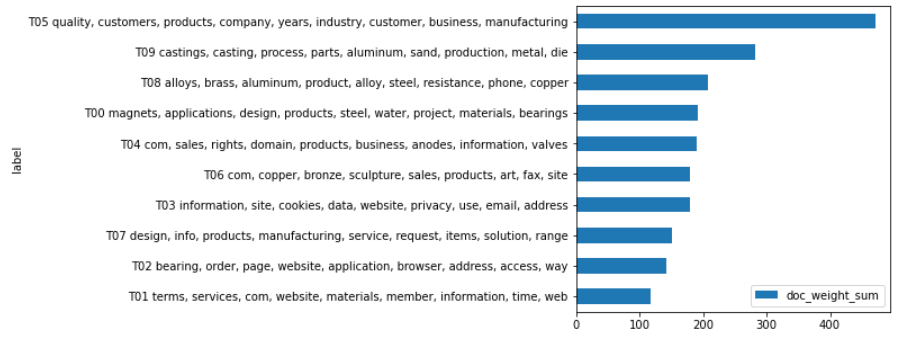 T05 quality, customers, products, company, years, industry, customer, business, manufacturing
T09 castings, casting, process, parts, aluminum, sand, production, metal, die
T08 alloys, brass, aluminum, product, alloy, steel, resistance, phone, copper
T00 magnets, applications, design, products, steel, water, project, materials, bearings
T04 com, sales, rights, domain, products, business, anodes, information, valves
T06 com, copper, bronze, sculpture, sales, products, art, fax, site
T03 information, site, cookies, data, website, privacy, use, email, address
T07 design, info, products, manufacturing, service, request, items, solution, range
T02 bearing, order, page, website, application, browser, address, access, way
T01 terms, services, com, website, materials, member, information, time, web
label
doc_weight_sum
0 100 200 300 400